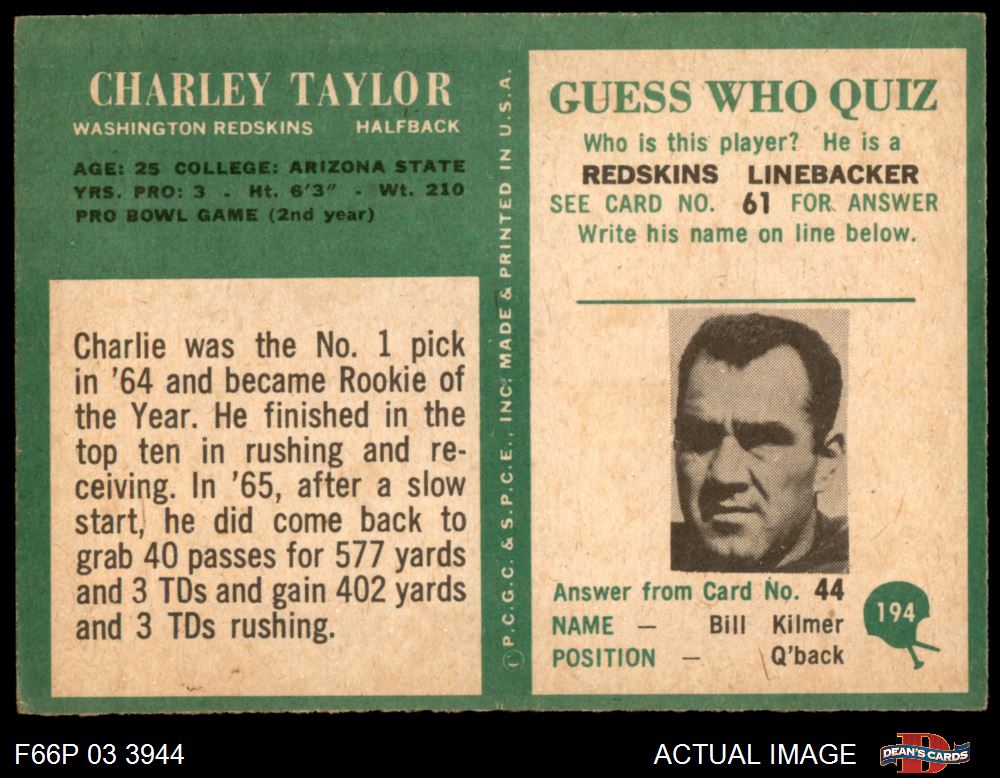 CHARLEY TAYLOR
WASHINGTON REDSKINS HALFBACK
AGE: 25 COLLEGE: ARIZONA STATE
YRS. PRO: 3 - Ht. 6'3" - Wt. 210
PRO BOWL GAME (2nd year)
Charlie was the No. 1 pick
in '64 and became Rookie of
the Year. He finished in the
top ten in rushing and re-
ceiving. In '65, after a slow
start, he did come back to
grab 40 passes for 577 yards
and 3 TDs and gain 402 yards
and 3 TDs rushing.
© P.C.G.C. & S.P.C.E., INC. MADE & PRINTED IN U.S.A.
GUESS WHO QUIZ
Who is this player? He is a
REDSKINS LINEBACKER
SEE CARD NO. 61 FOR ANSWER
Write his name on line below.
Answer from Card No. 44
NAME — Bill Kilmer
POSITION — Q'back
194
F66P 03 3944
ACTUAL IMAGE
D
DEAN'S CARDS